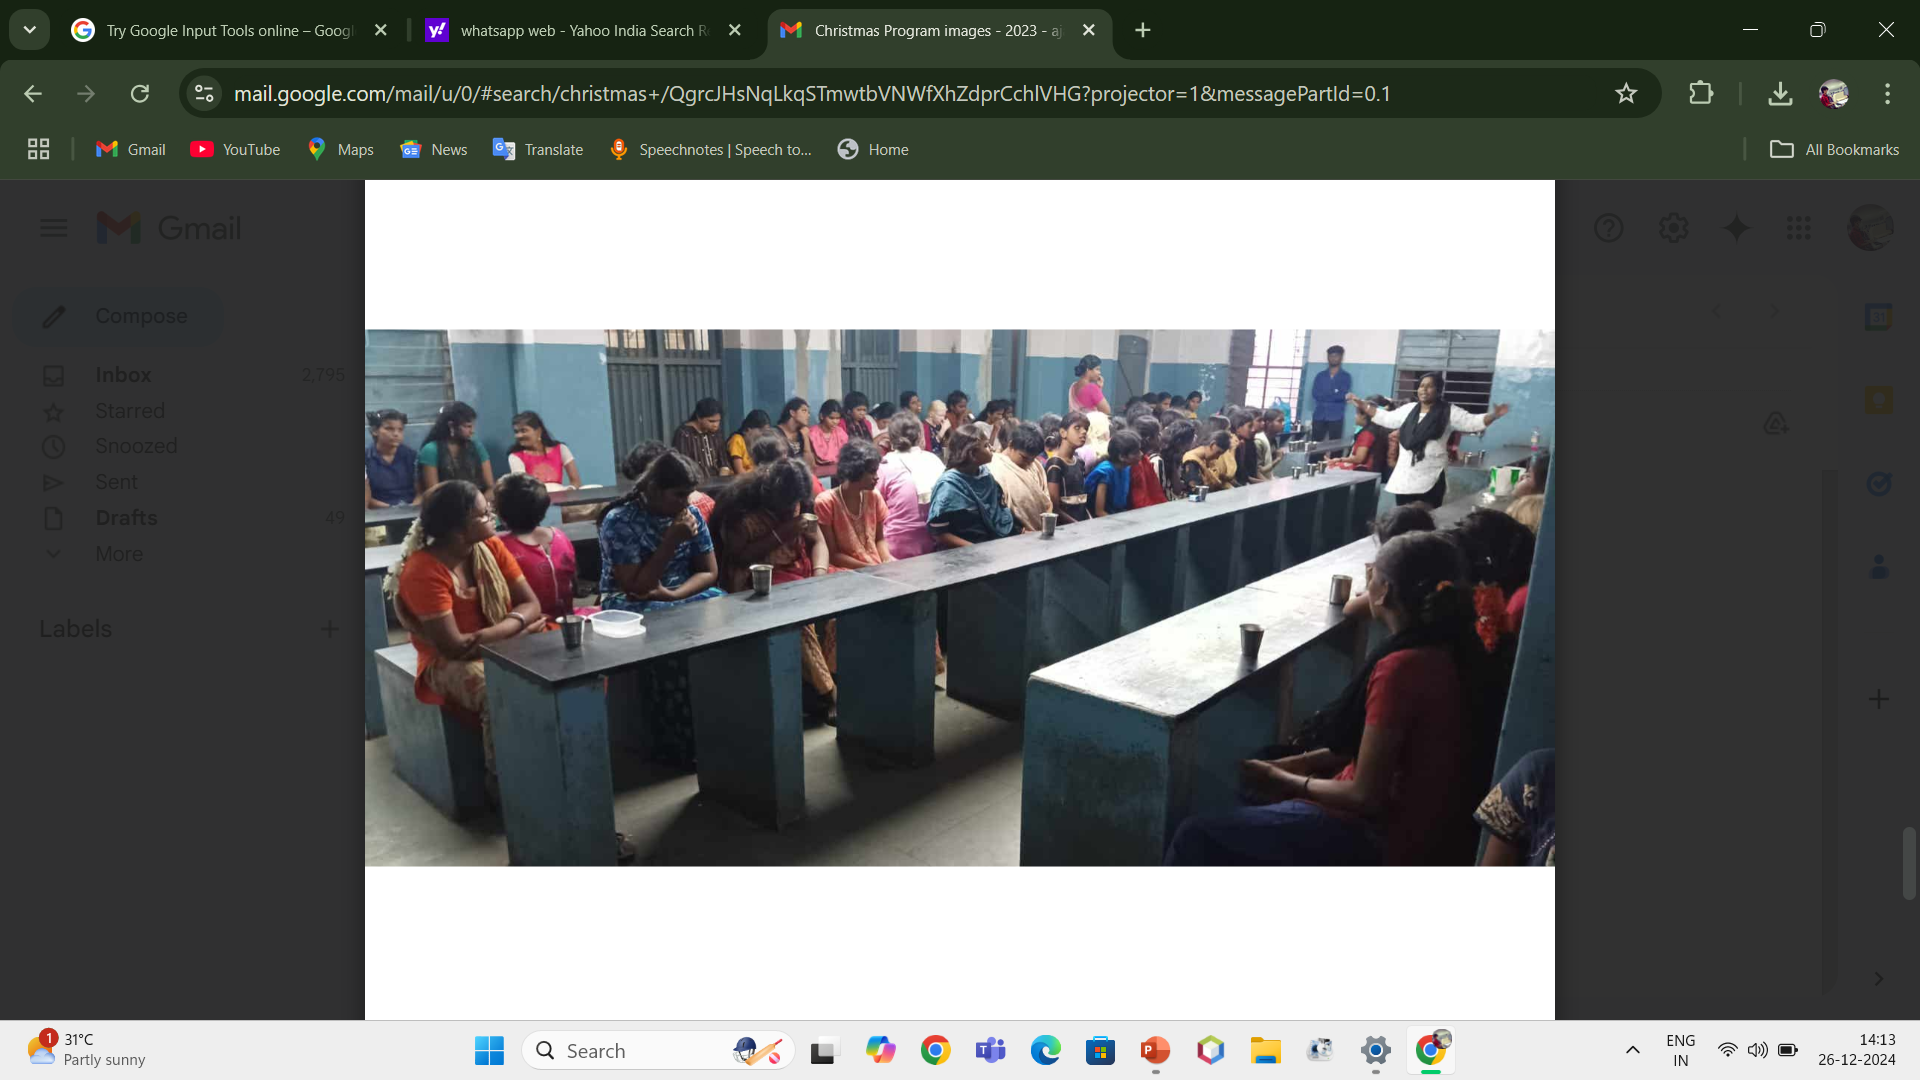 Try Google Input Tools online – Googl
whatsapp web - Yahoo India Search R
Christmas Program images - 2023 - aj
mail.google.com/mail/u/0/#search/christmas+/QgrcJHsNqLkqSTmwtbVNWfXhZdprCchlVHG?projector=1&messagePartId=0.1
Gmail
YouTube
Maps
News
Translate
Speechnotes | Speech to...
Home
All Bookmarks
Gmail
Compose
Inbox 2,795
Starred
Snoozed
Sent
Drafts 49
More
Labels
31
1
31°C
Partly sunny
Search
ENG
IN
14:13
26-12-2024